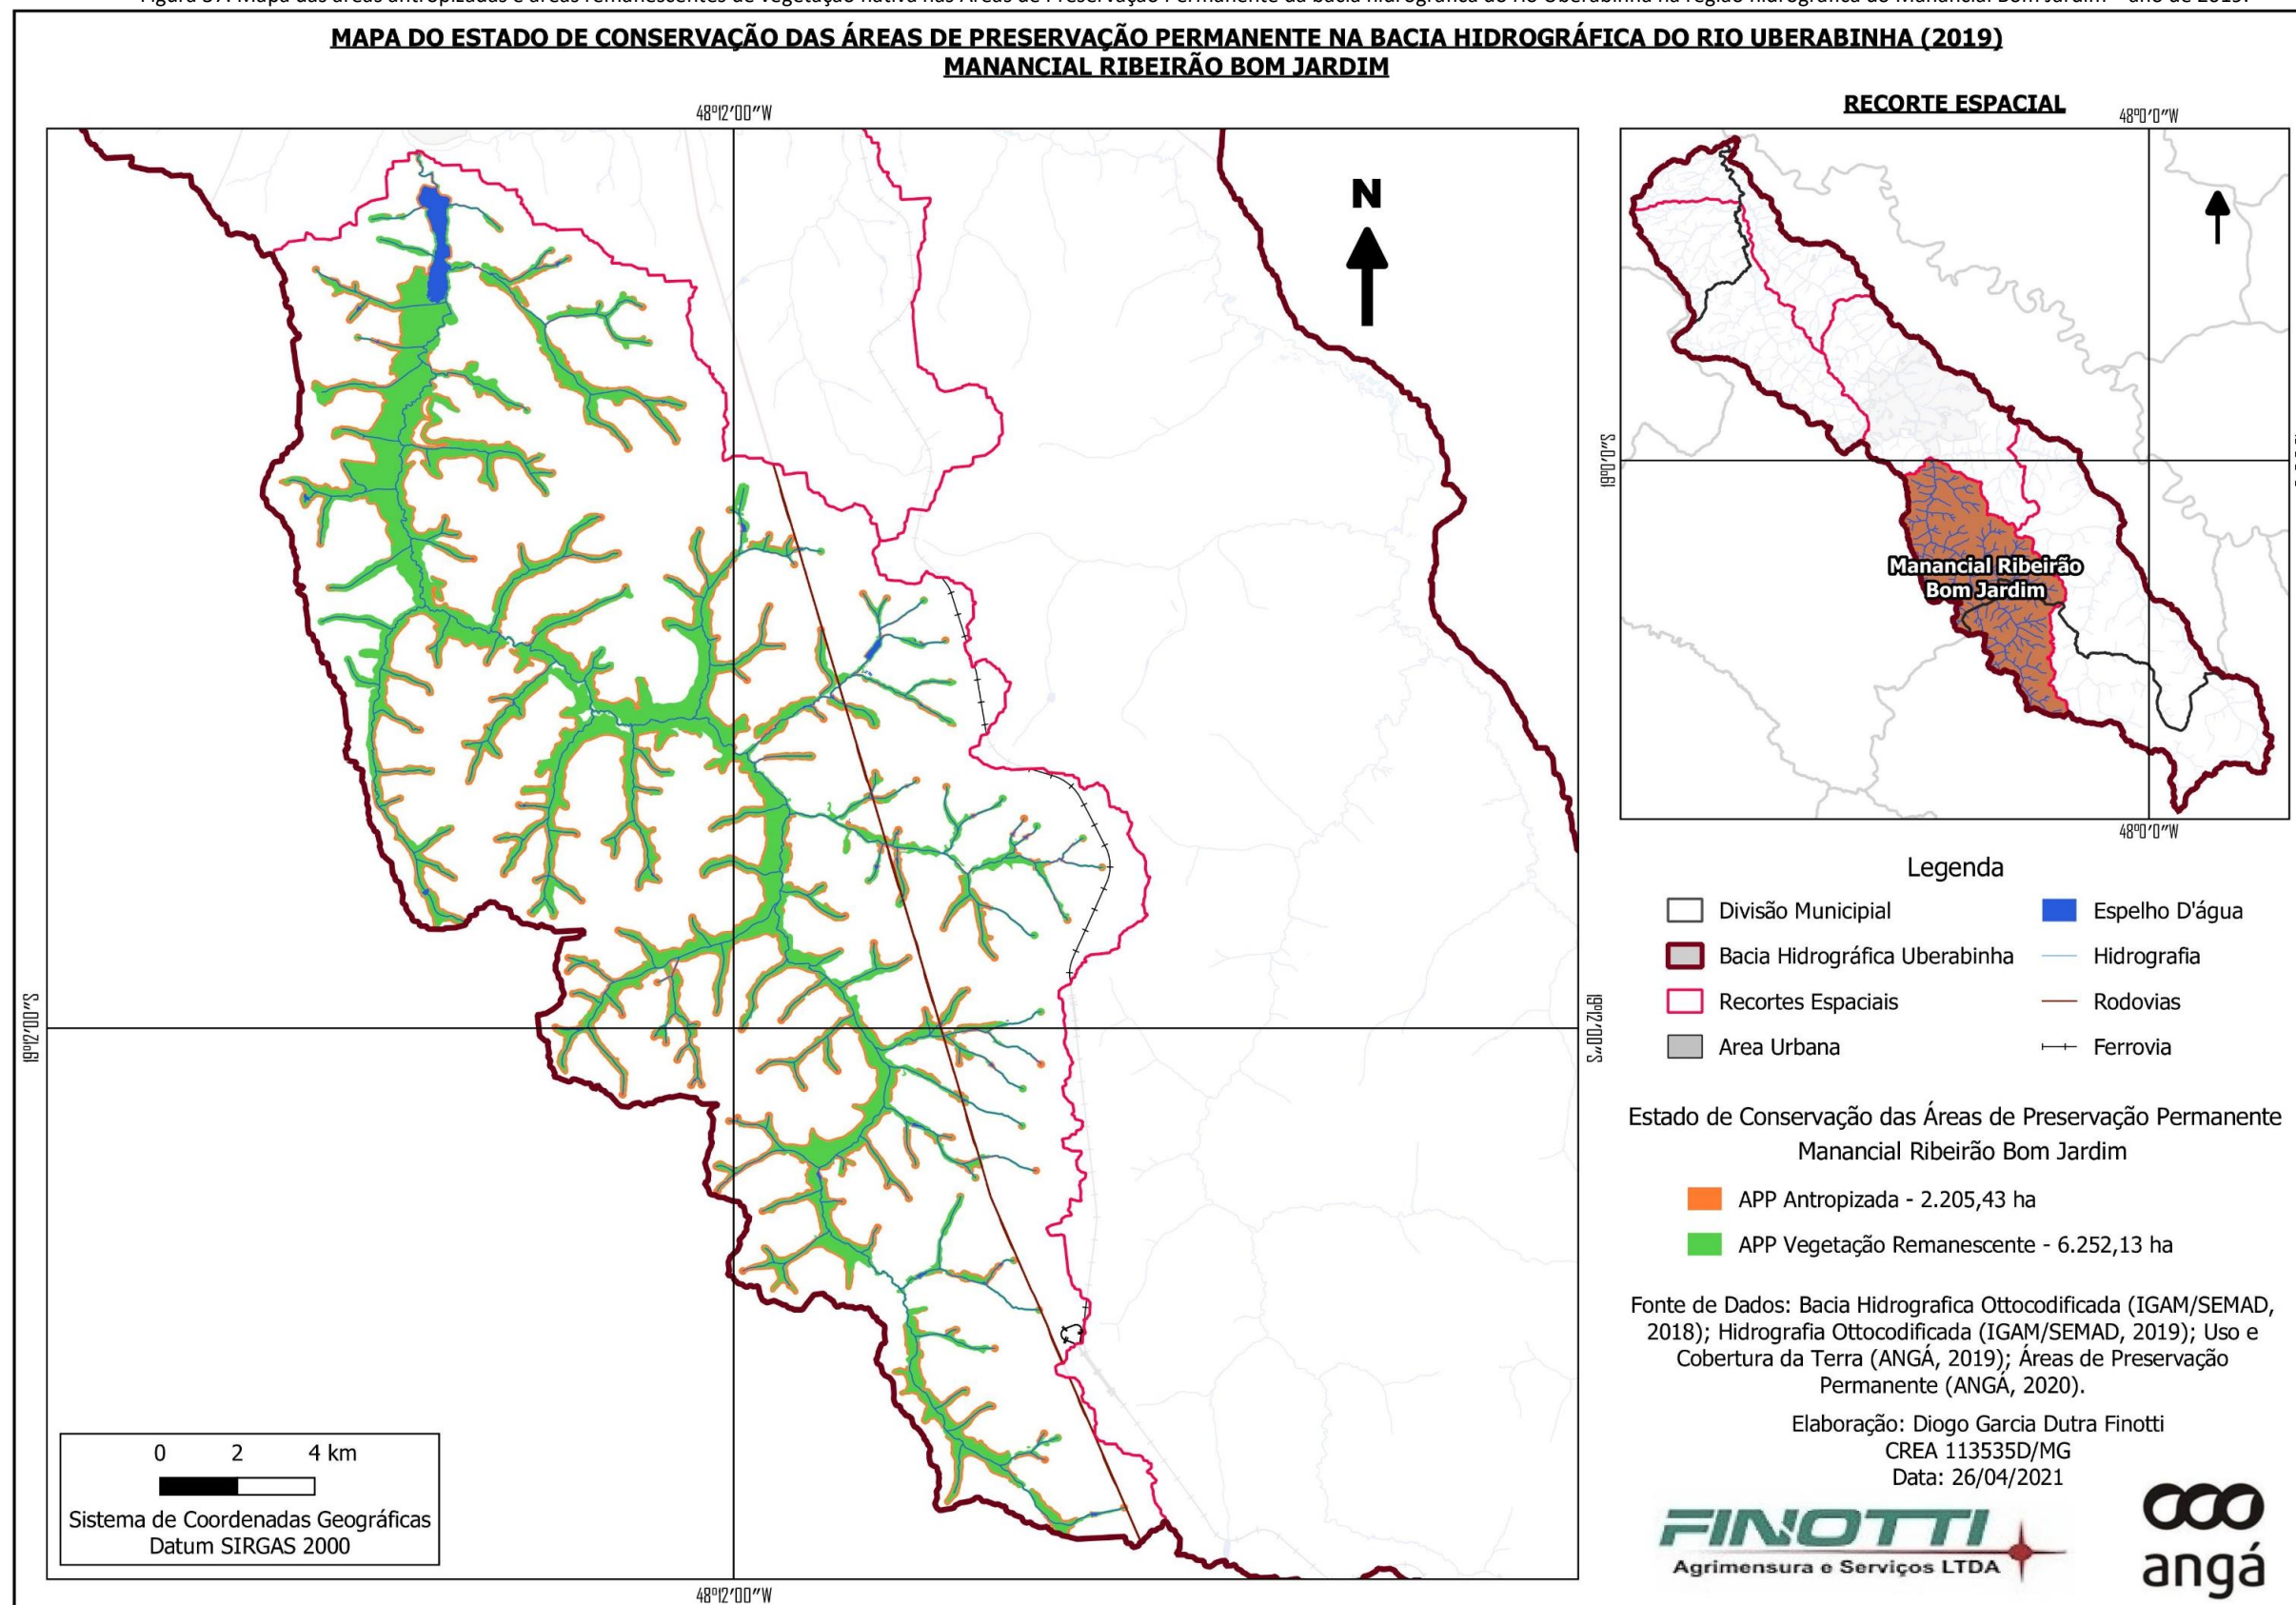 MAPA DO ESTADO DE CONSERVAÇÃO DAS ÁREAS DE PRESERVAÇÃO PERMANENTE NA BACIA HIDROGRÁFICA DO RIO UBERABINHA (2019)
MANANCIAL RIBEIRÃO BOM JARDIM
48°12'00"W
N
19°12'00"S
19°12'00"S
48°12'00"W
0 2 4 km
Sistema de Coordenadas Geográficas
Datum SIRGAS 2000
RECORTE ESPACIAL
48°0'0"W
19°0'0"S
Manancial Ribeirão
Bom Jardim
48°0'0"W
Legenda
Divisão Municipal
Espelho D'água
Bacia Hidrográfica Uberabinha
Hidrografia
Recortes Espaciais
Rodovias
Area Urbana
Ferrovia
Estado de Conservação das Áreas de Preservação Permanente
Manancial Ribeirão Bom Jardim
APP Antropizada - 2.205,43 ha
APP Vegetação Remanescente - 6.252,13 ha
Fonte de Dados: Bacia Hidrografica Ottocodificada (IGAM/SEMAD,
2018); Hidrografia Ottocodificada (IGAM/SEMAD, 2019); Uso e
Cobertura da Terra (ANGÁ, 2019); Áreas de Preservação
Permanente (ANGÁ, 2020).
Elaboração: Diogo Garcia Dutra Finotti
CREA 113535D/MG
Data: 26/04/2021
FINOTTI
Agrimensura e Serviços LTDA
angá